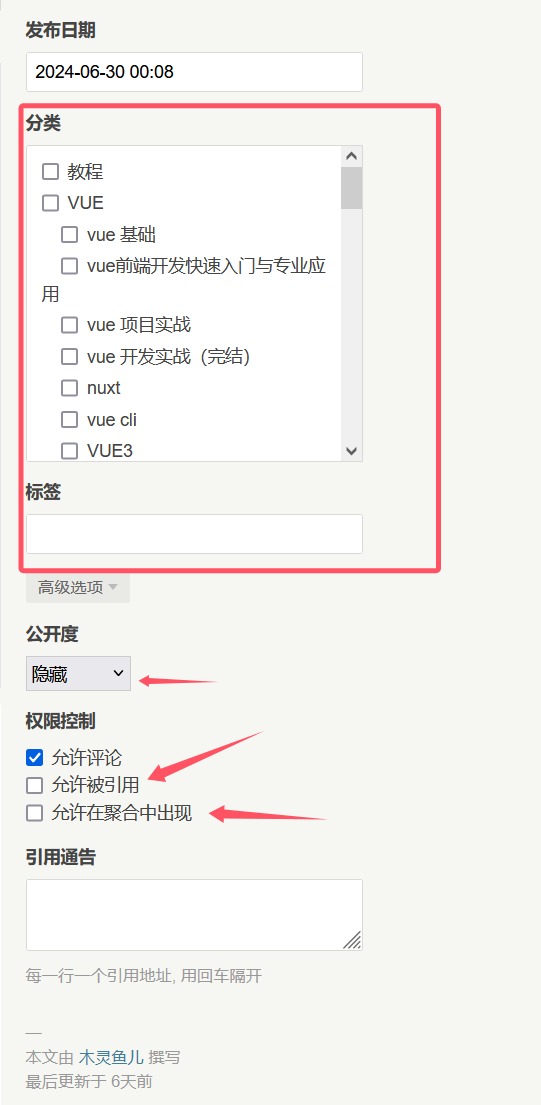 发布日期
2024-06-30 00:08
分类
教程
VUE
vue 基础
vue前端开发快速入门与专业应
用
vue 项目实战
vue 开发实战（完结）
nuxt
vue cli
VUE3
标签
高级选项
公开度
隐藏
权限控制
允许评论
允许被引用
允许在聚合中出现
引用通告
每一行一个引用地址, 用回车隔开
—
本文由 木灵鱼儿 撰写
最后更新于 6天前